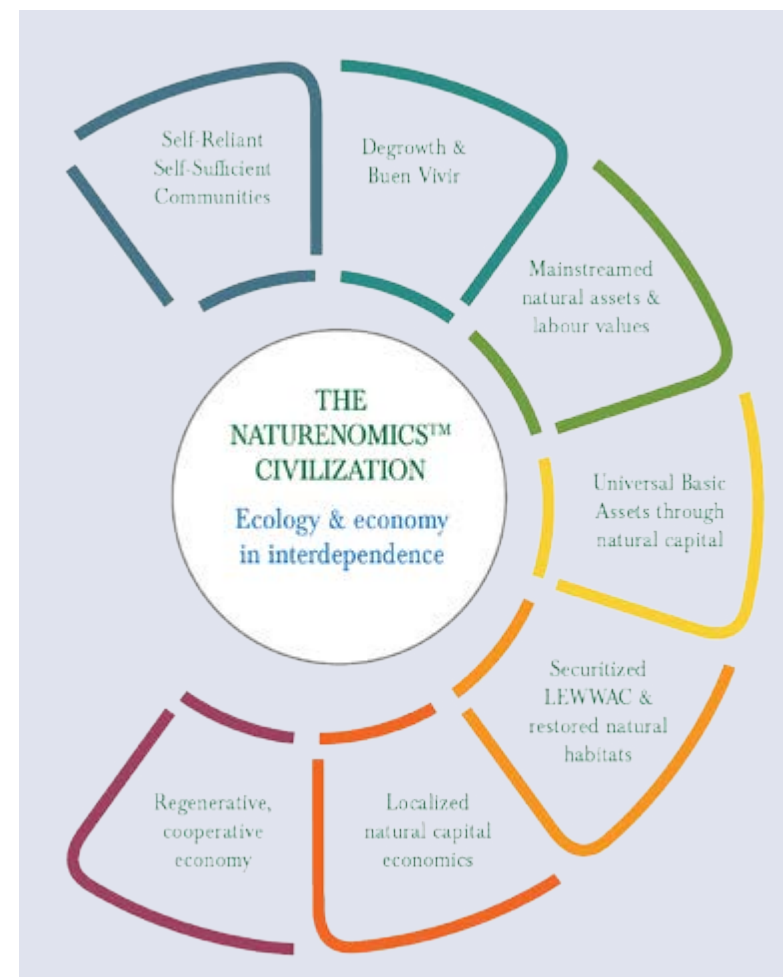 Self-Reliant
Self-Sufficient
Communities
Degrowth &
Buen Vivir
Mainstreamed
natural assets &
labour values
Universal Basic
Assets through
natural capital
Securitized
LEWWAC &
restored natural
habitats
Localized
natural capital
economics
Regenerative,
cooperative
economy
THE
NATURENOMICS™
CIVILIZATION
Ecology & economy
in interdependence